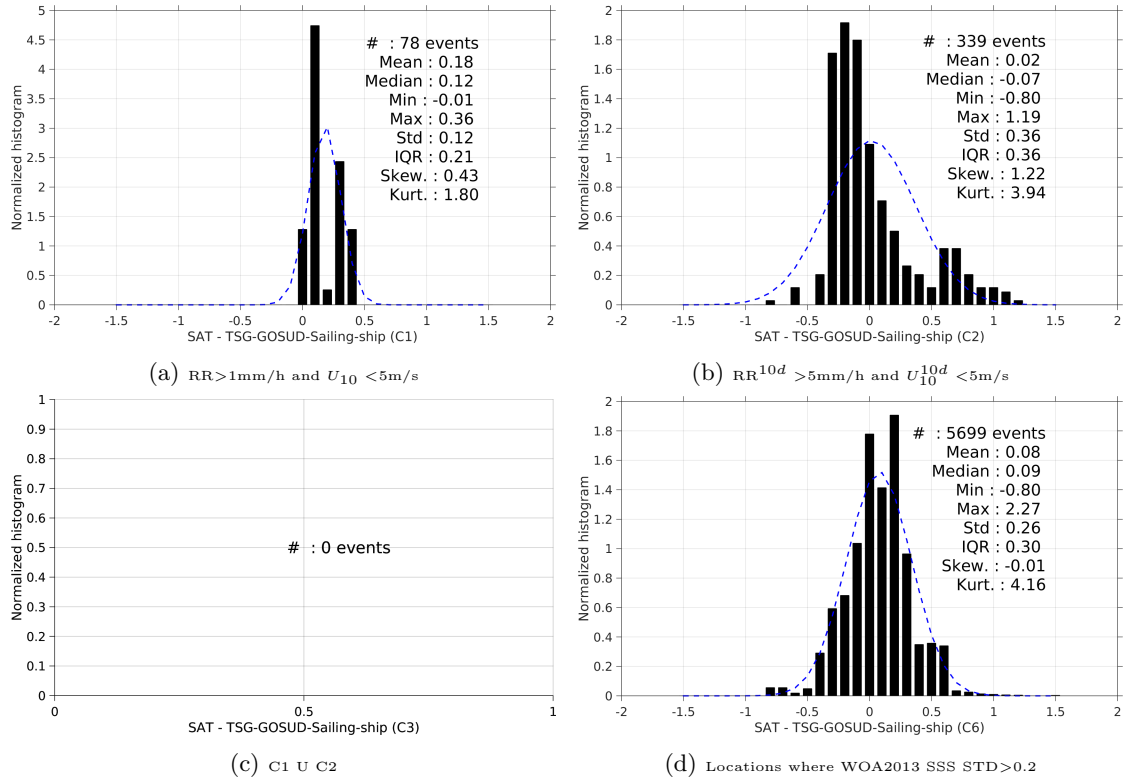 5
4.5
4
3.5
3
2.5
2
1.5
1
0.5
0
Normalized histogram
# : 78 events
Mean : 0.18
Median : 0.12
Min : -0.01
Max : 0.36
Std : 0.12
IQR : 0.21
Skew. : 0.43
Kurt. : 1.80
-2 -1.5 -1 -0.5 0 0.5 1 1.5 2
SAT - TSG-GOSUD-Sailing-ship (C1)
(a) RR>1mm/h and U10 <5m/s
2
1.8
1.6
1.4
1.2
1
0.8
0.6
0.4
0.2
0
Normalized histogram
# : 339 events
Mean : 0.02
Median : -0.07
Min : -0.80
Max : 1.19
Std : 0.36
IQR : 0.36
Skew. : 1.22
Kurt. : 3.94
-2 -1.5 -1 -0.5 0 0.5 1 1.5 2
SAT - TSG-GOSUD-Sailing-ship (C2)
(b) RR^10d >5mm/h and U10^10d <5m/s
1
0.9
0.8
0.7
0.6
0.5
0.4
0.3
0.2
0.1
0
Normalized histogram
# : 0 events
0 0.5 1
SAT - TSG-GOSUD-Sailing-ship (C3)
(c) C1 U C2
2
1.8
1.6
1.4
1.2
1
0.8
0.6
0.4
0.2
0
Normalized histogram
# : 5699 events
Mean : 0.08
Median : 0.09
Min : -0.80
Max : 2.27
Std : 0.26
IQR : 0.30
Skew. : -0.01
Kurt. : 4.16
-2 -1.5 -1 -0.5 0 0.5 1 1.5 2
SAT - TSG-GOSUD-Sailing-ship (C6)
(d) Locations where WOA2013 SSS STD>0.2